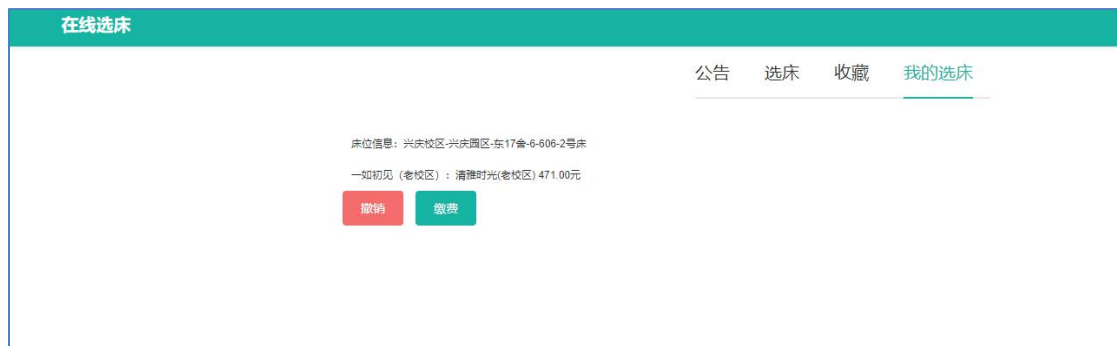 在线选床
公告 选床 收藏 我的选床
床位信息：兴庆校区-兴庆园区-东17舍-6-606-2号床
一如初见（老校区）：清雅时光(老校区) 471.00元
撤销 缴费